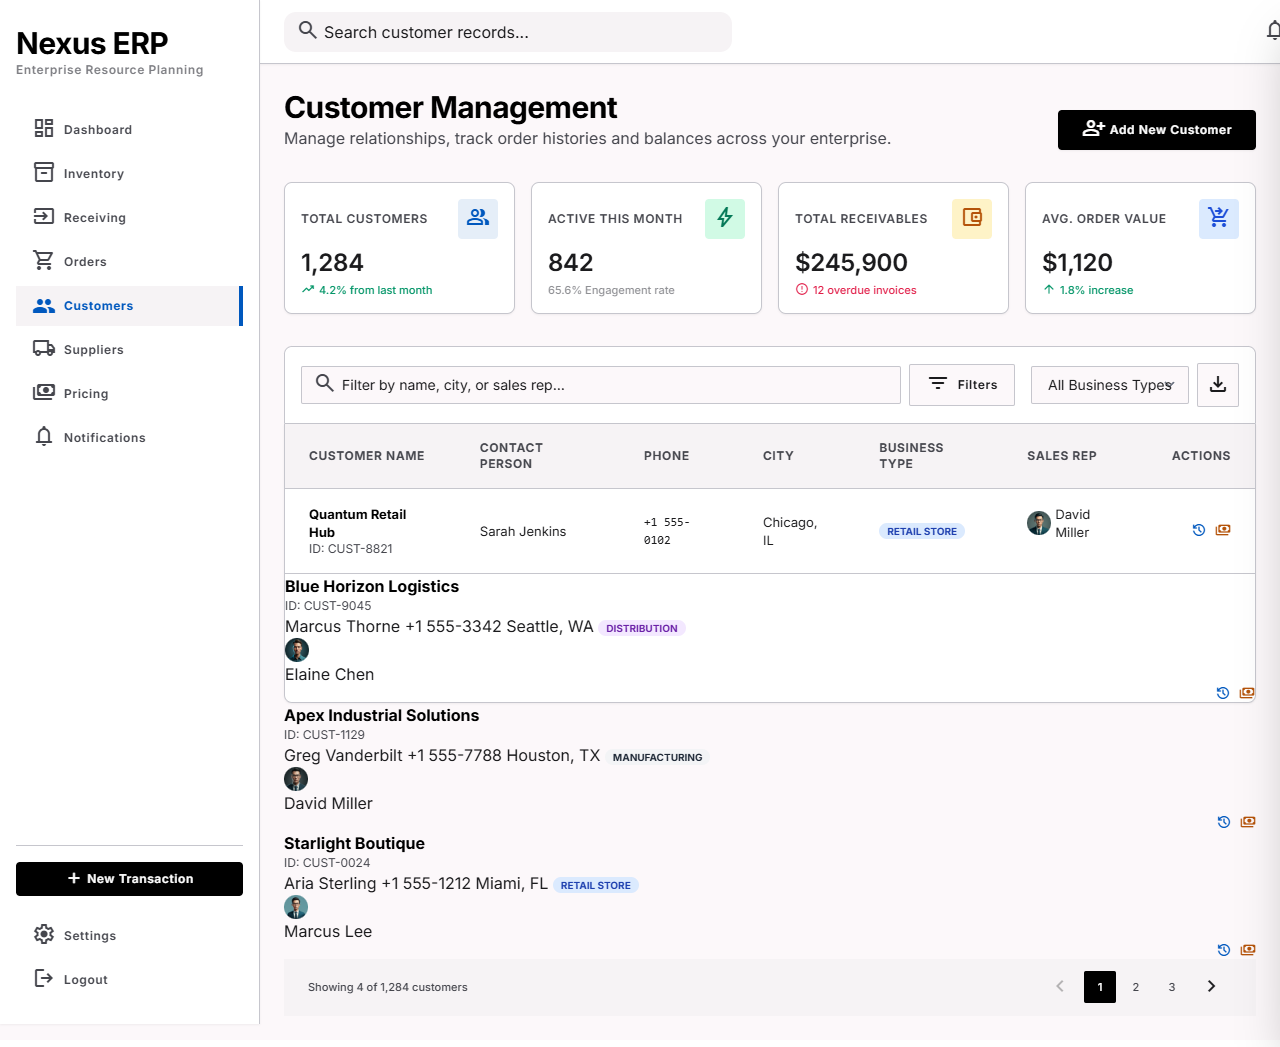 Nexus ERP
Enterprise Resource Planning
Dashboard
Inventory
Receiving
Orders
Customers
Suppliers
Pricing
Notifications
New Transaction
Settings
Logout
Search customer records...
Customer Management
Manage relationships, track order histories and balances across your enterprise.
Add New Customer
TOTAL CUSTOMERS
1,284
4.2% from last month
ACTIVE THIS MONTH
842
65.6% Engagement rate
TOTAL RECEIVABLES
$245,900
12 overdue invoices
AVG. ORDER VALUE
$1,120
1.8% increase
Filter by name, city, or sales rep...
Filters
All Business Types
CUSTOMER NAME
CONTACT
PERSON
PHONE
CITY
BUSINESS
TYPE
SALES REP
ACTIONS
Quantum Retail
Hub
ID: CUST-8821
Sarah Jenkins
+1 555-
0102
Chicago,
IL
RETAIL STORE
David
Miller
Blue Horizon Logistics
ID: CUST-9045
Marcus Thorne +1 555-3342 Seattle, WA DISTRIBUTION
Elaine Chen
Apex Industrial Solutions
ID: CUST-1129
Greg Vanderbilt +1 555-7788 Houston, TX MANUFACTURING
David Miller
Starlight Boutique
ID: CUST-0024
Aria Sterling +1 555-1212 Miami, FL RETAIL STORE
Marcus Lee
Showing 4 of 1,284 customers
1 2 3